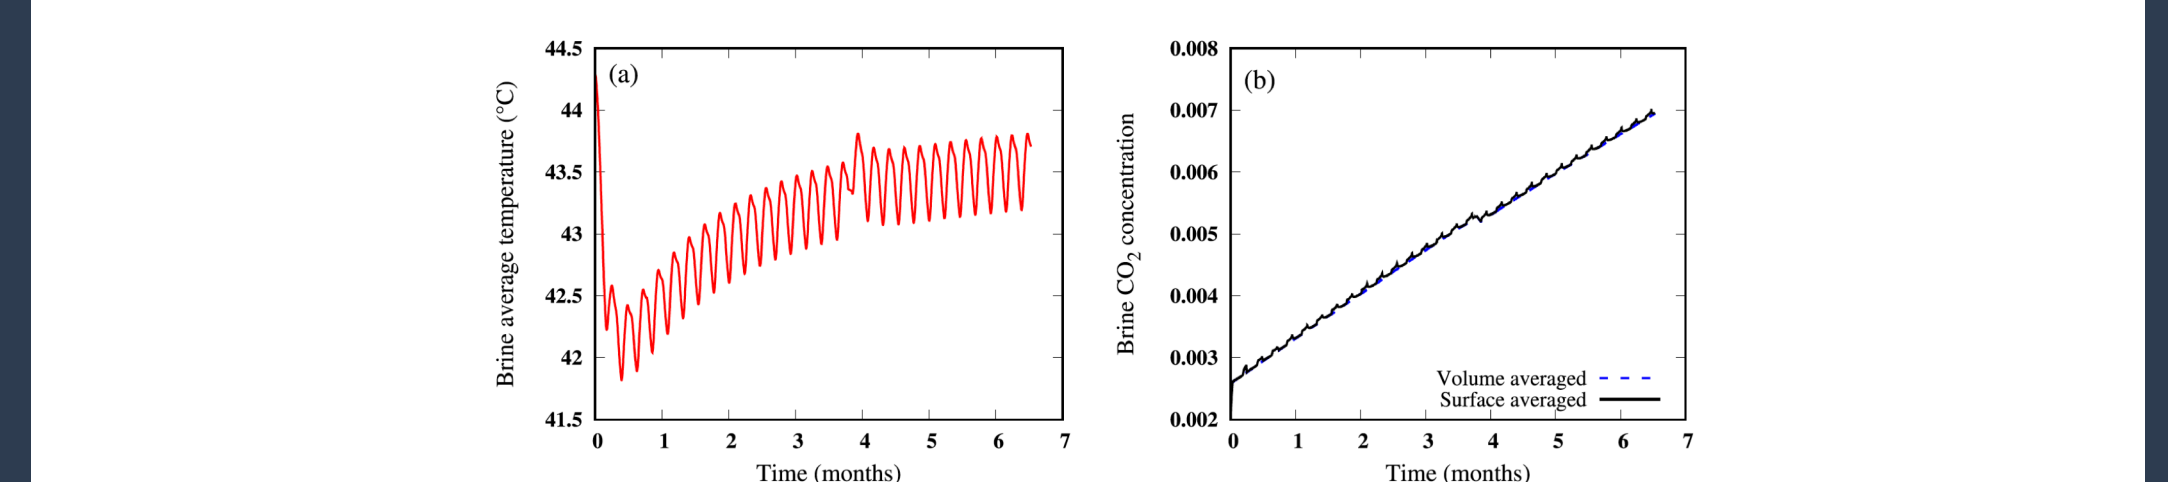 (a)
Brine average temperature (°C)
44.5
44
43.5
43
42.5
42
41.5
0 1 2 3 4 5 6 7
Time (months)
(b)
Brine CO₂ concentration
0.008
0.007
0.006
0.005
0.004
0.003
0.002
Volume averaged
Surface averaged
0 1 2 3 4 5 6 7
Time (months)